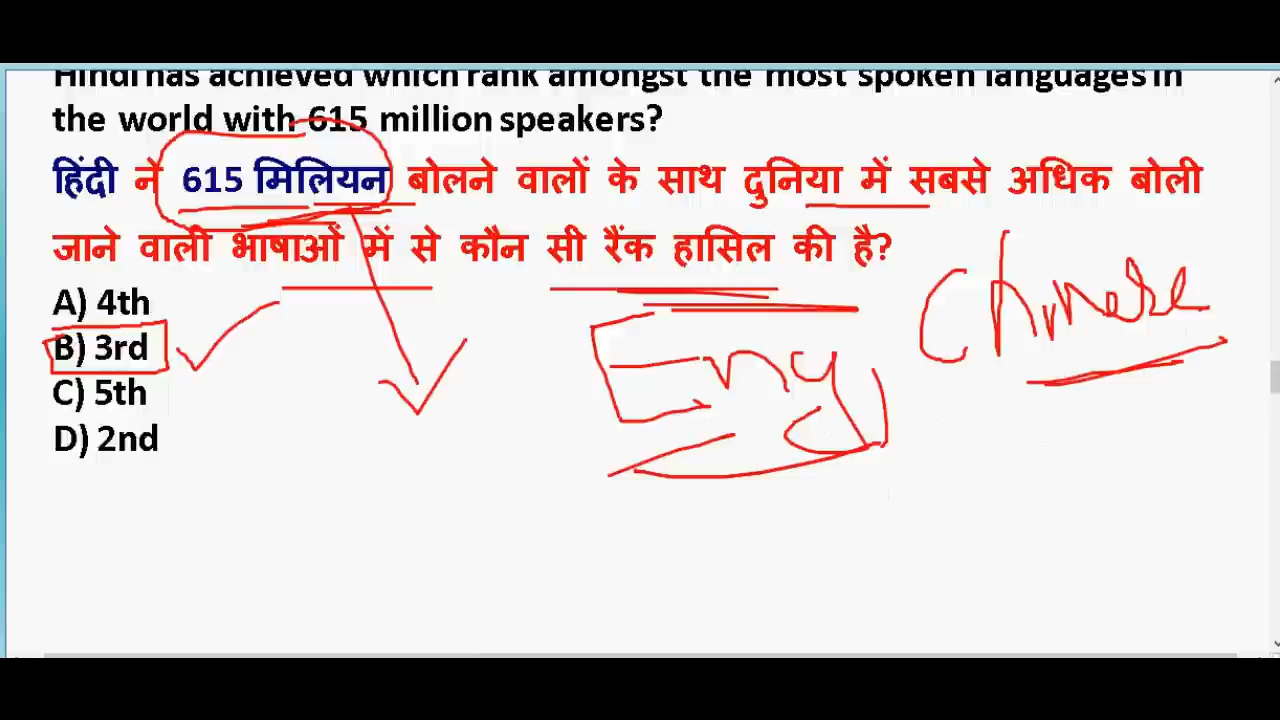 Hindi has achieved which rank amongst the most spoken languages in
the world with 615 million speakers?
हिंदी ने 615 मिलियन बोलने वालों के साथ दुनिया में सबसे अधिक बोली
जाने वाली भाषाओं में से कौन सी रैंक हासिल की है?
Chinese
A) 4th
B) 3rd
Eng
C) 5th
D) 2nd